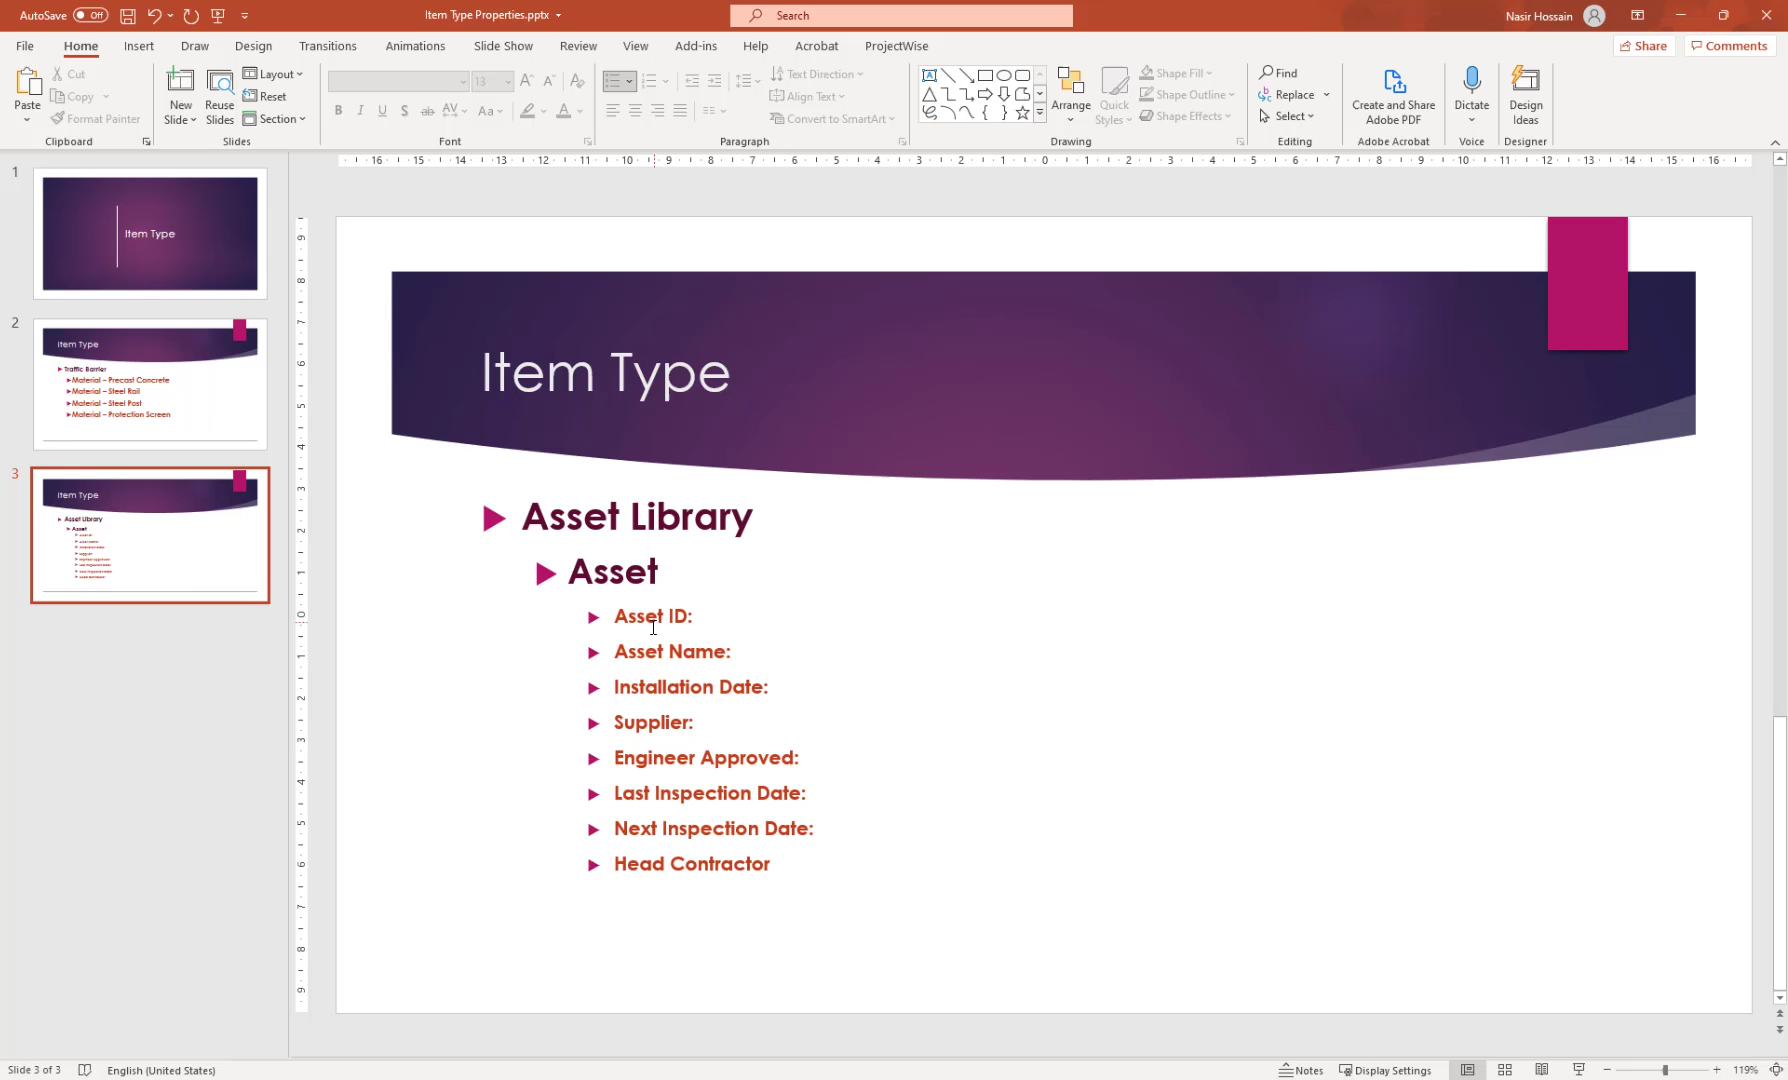 AutoSave Off
Item Type Properties.pptx
Search
Nasir Hossain
File Home Insert Draw Design Transitions Animations Slide Show Review View Add-ins Help Acrobat ProjectWise
Share Comments
Paste
Cut
Copy
Format Painter
Clipboard
New Slide
Reuse Slides
Layout
Reset
Section
Slides
13
Font
Text Direction
Align Text
Convert to SmartArt
Paragraph
Arrange
Quick Styles
Shape Fill
Shape Outline
Shape Effects
Drawing
Find
Replace
Select
Editing
Create and Share Adobe PDF
Adobe Acrobat
Dictate
Voice
Design Ideas
Designer
1
Item Type
2
Item Type
Traffic Barrier
Material – Precast Concrete
Material – Steel Rail
Material – Steel Post
Material – Protection Screen
3
Item Type
Asset Library
Asset
Item Type
Asset Library
Asset
Asset ID:
Asset Name:
Installation Date:
Supplier:
Engineer Approved:
Last Inspection Date:
Next Inspection Date:
Head Contractor
Slide 3 of 3
English (United States)
Notes
Display Settings
119%